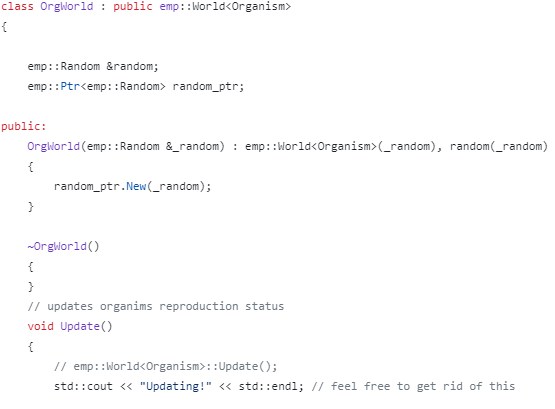 class OrgWorld : public emp::World<Organism>
{
emp::Random &random;
emp::Ptr<emp::Random> random_ptr;
public:
OrgWorld(emp::Random &_random) : emp::World<Organism>(_random), random(_random)
{
random_ptr.New(_random);
}
~OrgWorld()
{
}
// updates organims reproduction status
void Update()
{
// emp::World<Organism>::Update();
std::cout << "Updating!" << std::endl; // feel free to get rid of this